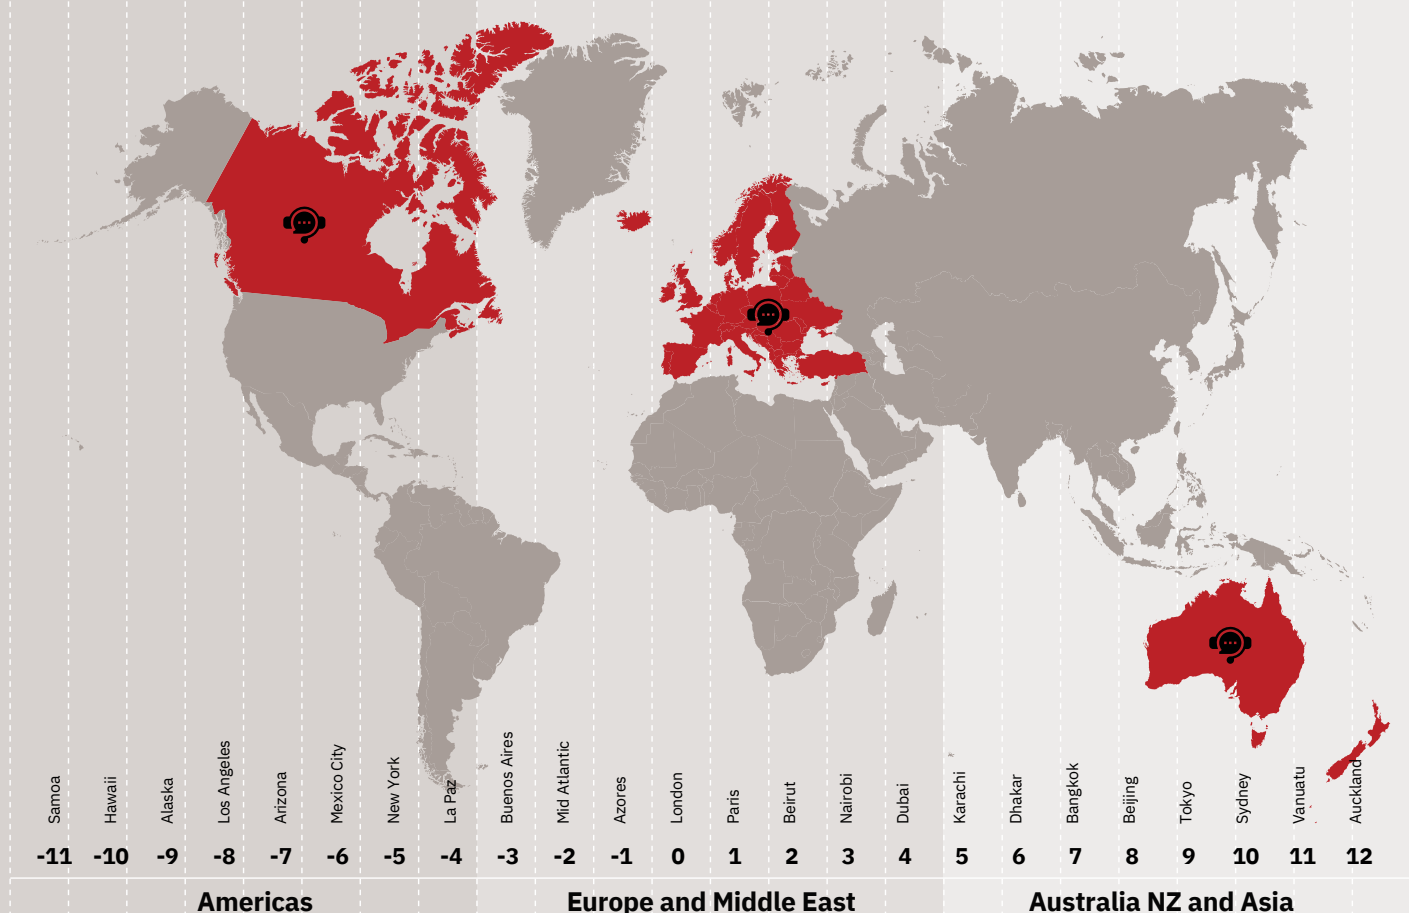 Samoa
Hawaii
Alaska
Los Angeles
Arizona
Mexico City
New York
La Paz
Buenos Aires
Mid Atlantic
Azores
London
Paris
Beirut
Nairobi
Dubai
Karachi
Dhakar
Bangkok
Beijing
Tokyo
Sydney
Vanuatu
Auckland
-11 -10 -9 -8 -7 -6 -5 -4 -3 -2 -1 0 1 2 3 4 5 6 7 8 9 10 11 12
Americas Europe and Middle East Australia NZ and Asia